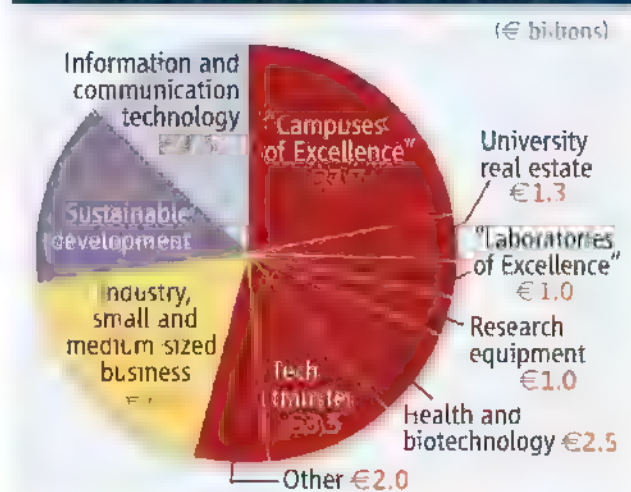 (€ billions)
Information and
communication
technology
"Campuses
of Excellence"
University
real estate
€1.3
Sustainable
development
"Laboratories
of Excellence"
€1.0
Industry,
small and
medium-sized
business
Research
equipment
€1.0
Tech
transfer
Health and
biotechnology €2.5
Other €2.0